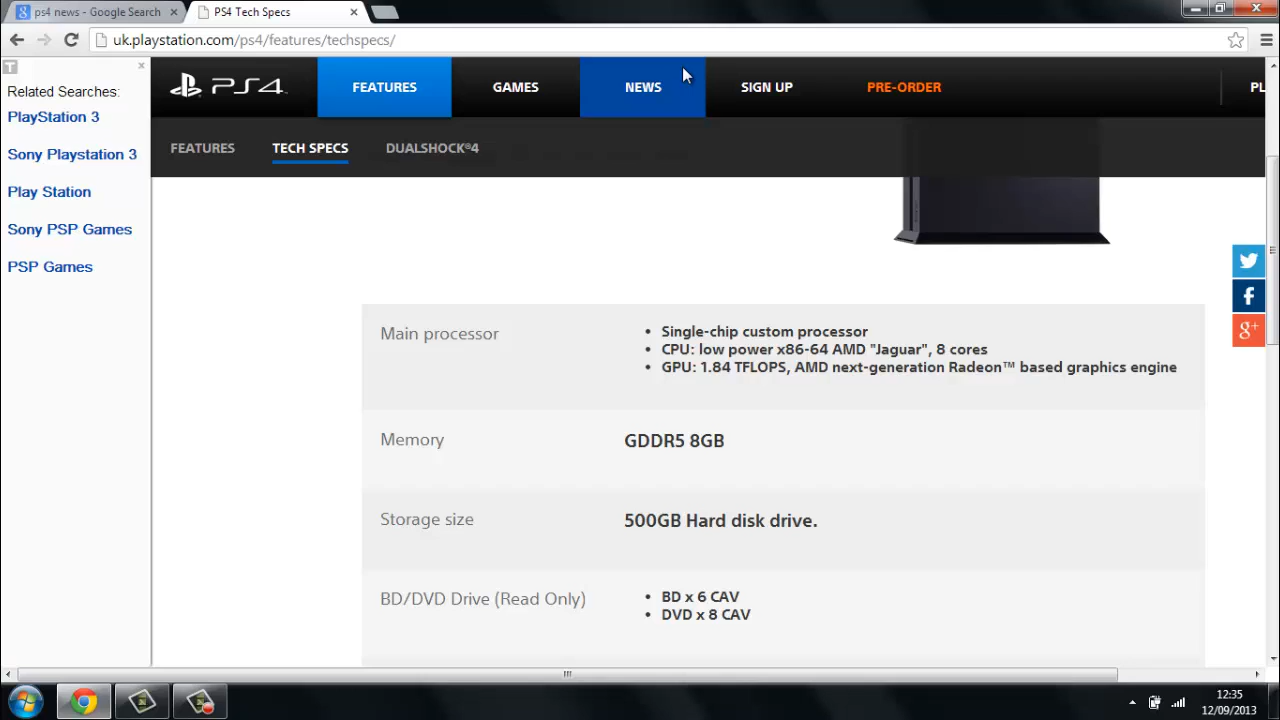 ps4 news - Google Search
PS4 Tech Specs
uk.playstation.com/ps4/features/techspecs/
T
Related Searches:
PlayStation 3
Sony Playstation 3
Play Station
Sony PSP Games
PSP Games
PS4
FEATURES
GAMES
NEWS
SIGN UP
PRE-ORDER
PL
FEATURES
TECH SPECS
DUALSHOCK®4
Main processor
• Single-chip custom processor
• CPU: low power x86-64 AMD "Jaguar", 8 cores
• GPU: 1.84 TFLOPS, AMD next-generation Radeon™ based graphics engine
Memory
GDDR5 8GB
Storage size
500GB Hard disk drive.
BD/DVD Drive (Read Only)
• BD x 6 CAV
• DVD x 8 CAV
12:35
12/09/2013